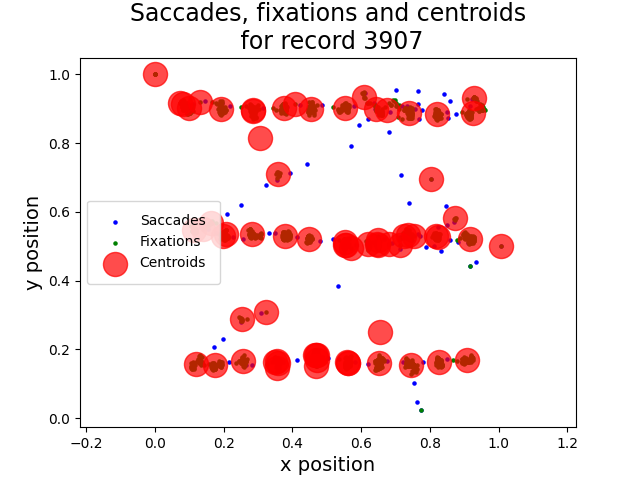 Saccades, fixations and centroids
for record 3907
1.0
0.8
0.6
0.4
0.2
0.0
y position
Saccades
Fixations
Centroids
−0.2
0.0
0.2
0.4
0.6
0.8
1.0
1.2
x position